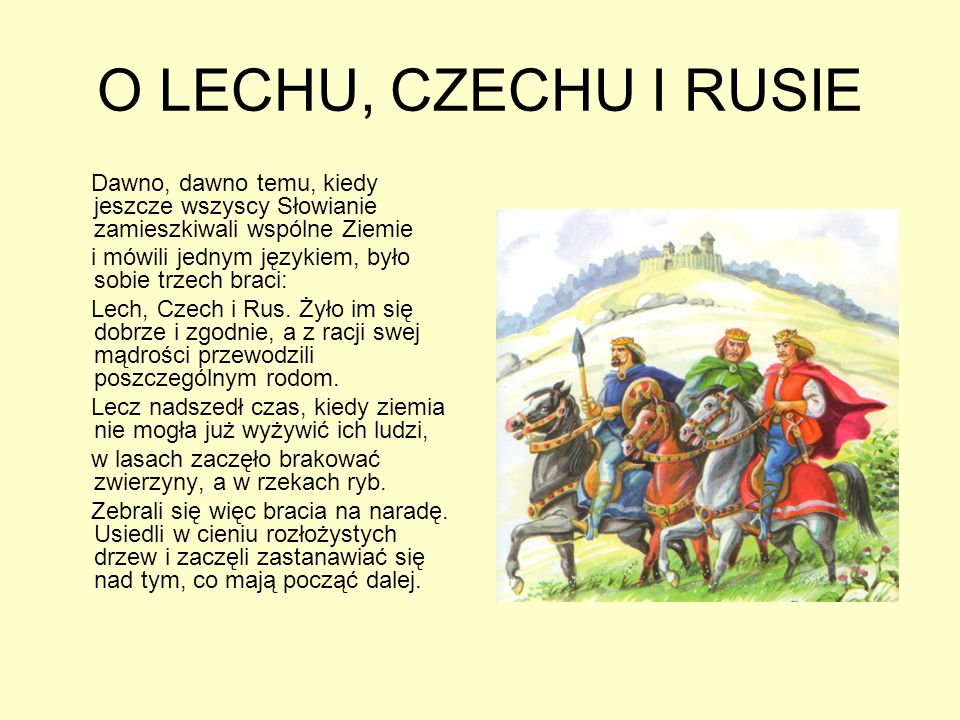 O LECHU, CZECHU I RUSIE
Dawno, dawno temu, kiedy
jeszcze wszyscy Słowianie
zamieszkiwali wspólne Ziemie
i mówili jednym językiem, było
sobie trzech braci:
Lech, Czech i Rus. Żyło im się
dobrze i zgodnie, a z racji swej
mądrości przewodzili
poszczególnym rodom.
Lecz nadszedł czas, kiedy ziemia
nie mogła już wyżywić ich ludzi,
w lasach zaczęło brakować
zwierzyny, a w rzekach ryb.
Zebrali się więc bracia na naradę.
Usiedli w cieniu rozłożystych
drzew i zaczęli zastanawiać się
nad tym, co mają począć dalej.